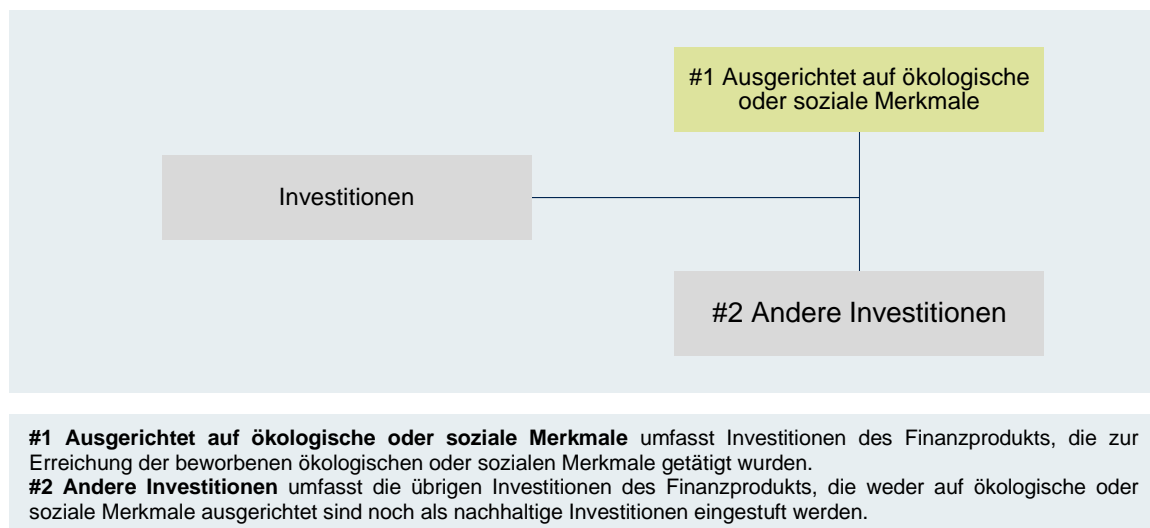 #1 Ausgerichtet auf ökologische
oder soziale Merkmale
Investitionen
#2 Andere Investitionen
#1 Ausgerichtet auf ökologische oder soziale Merkmale umfasst Investitionen des Finanzprodukts, die zur
Erreichung der beworbenen ökologischen oder sozialen Merkmale getätigt wurden.
#2 Andere Investitionen umfasst die übrigen Investitionen des Finanzprodukts, die weder auf ökologische oder
soziale Merkmale ausgerichtet sind noch als nachhaltige Investitionen eingestuft werden.